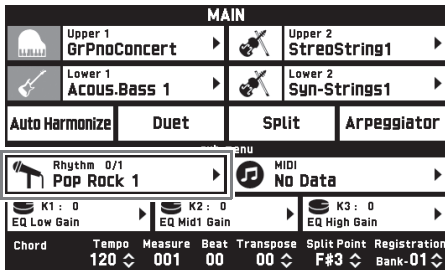 MAIN
Upper 1
GrPnoConcert
Upper 2
StreoString1
Lower 1
Acous.Bass 1
Lower 2
Syn-Strings1
Auto Harmonize Duet Split Arpeggiator
enu
Rhythm 0/1
Pop Rock 1
MIDI
No Data
K1: 0
EQ Low Gain
K2: 0
EQ Mid1 Gain
K3: 0
EQ High Gain
Chord Tempo Measure Beat Transpose Split Point Registration
120 001 00 00 F#3 Bank-01